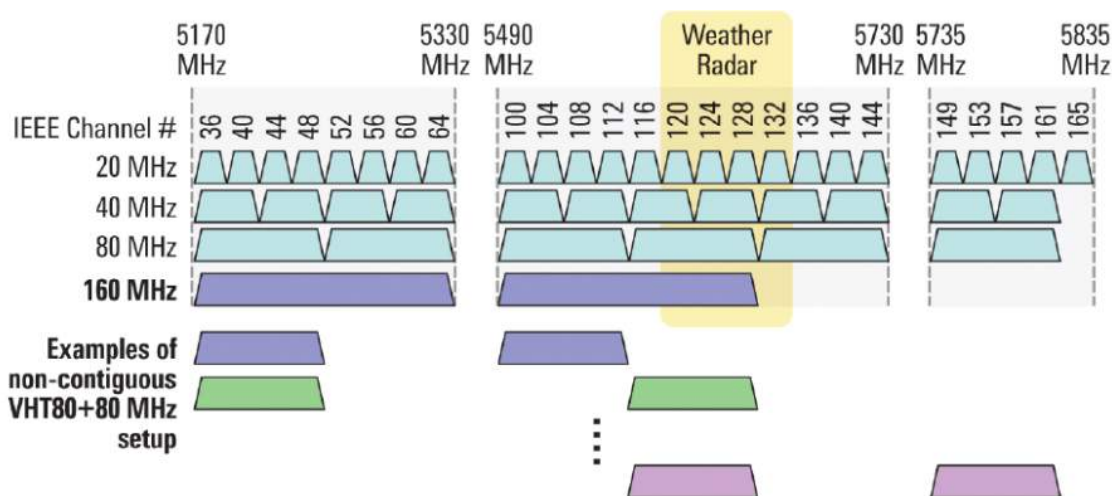 5170 MHz
5330 MHz
5490 MHz
Weather Radar
5730 MHz
5735 MHz
5835 MHz
IEEE Channel #
36 40 44 48 52 56 60 64 100 104 108 112 116 120 124 128 132 136 140 144 149 153 157 161 165
20 MHz
40 MHz
80 MHz
160 MHz
Examples of
non-contiguous
VHT80+80 MHz
setup